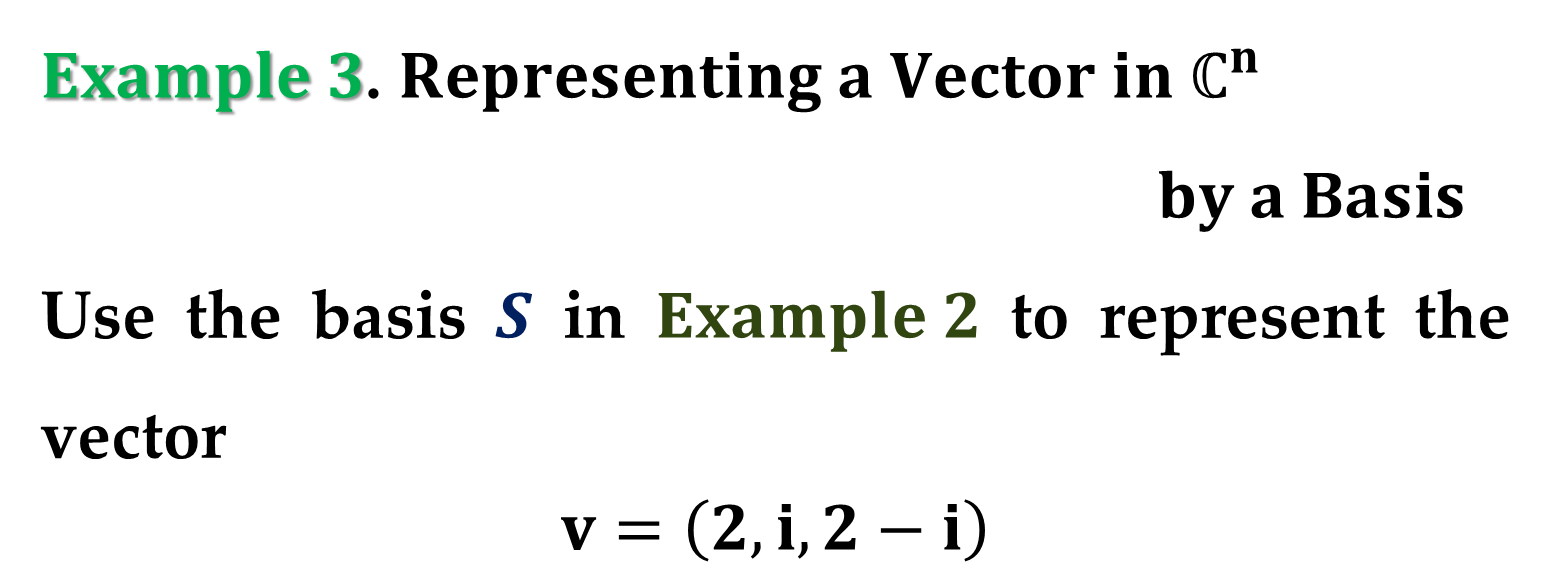 Example 3. Representing a Vector in ℂⁿ
by a Basis
Use the basis S in Example 2 to represent the
vector
v = (2, i, 2 − i)